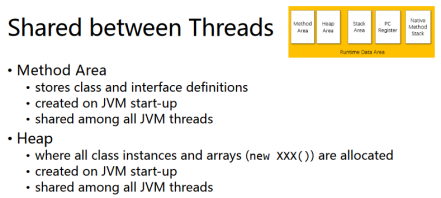 Shared between Threads
Method Area
Heap Area
Stack Area
PC Register
Native Method Stack
Runtime Data Area
• Method Area
• stores class and interface definitions
• created on JVM start-up
• shared among all JVM threads
• Heap
• where all class instances and arrays (new XXX()) are allocated
• created on JVM start-up
• shared among all JVM threads